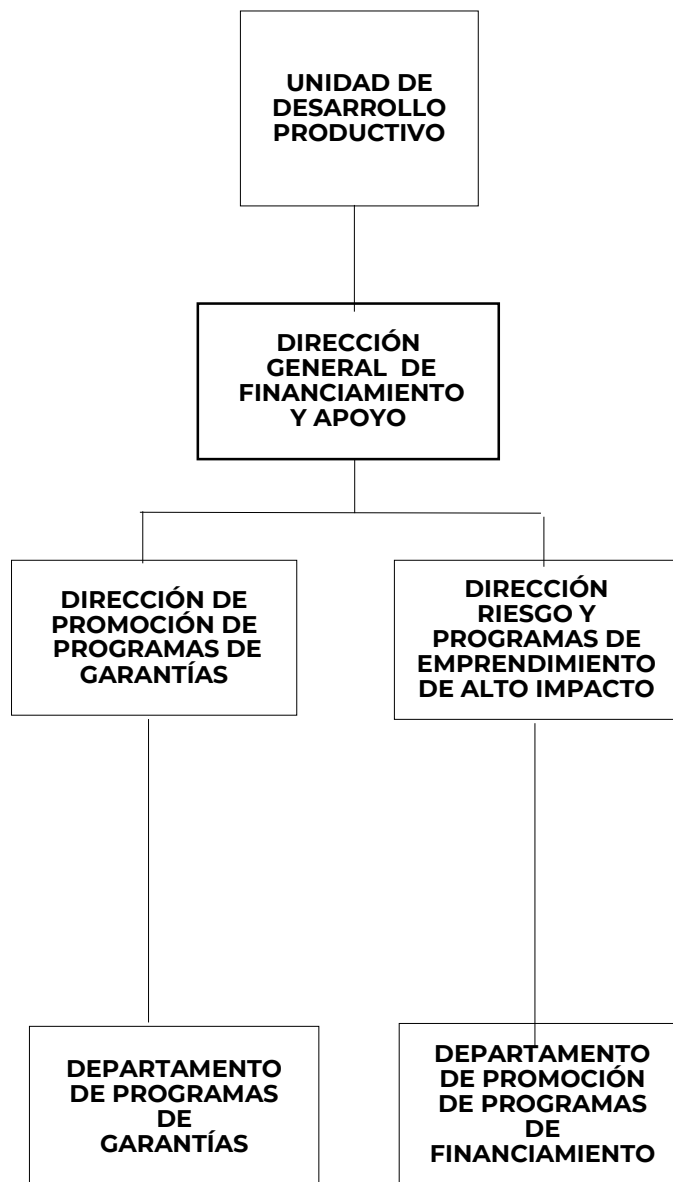 UNIDAD DE
DESARROLLO
PRODUCTIVO
DIRECCIÓN
GENERAL DE
FINANCIAMIENTO
Y APOYO
DIRECCIÓN DE
PROMOCIÓN DE
PROGRAMAS DE
GARANTÍAS
DIRECCIÓN
RIESGO Y
PROGRAMAS DE
EMPRENDIMIENTO
DE ALTO IMPACTO
DEPARTAMENTO
DE PROGRAMAS
DE
GARANTÍAS
DEPARTAMENTO
DE PROMOCIÓN
DE PROGRAMAS
DE
FINANCIAMIENTO